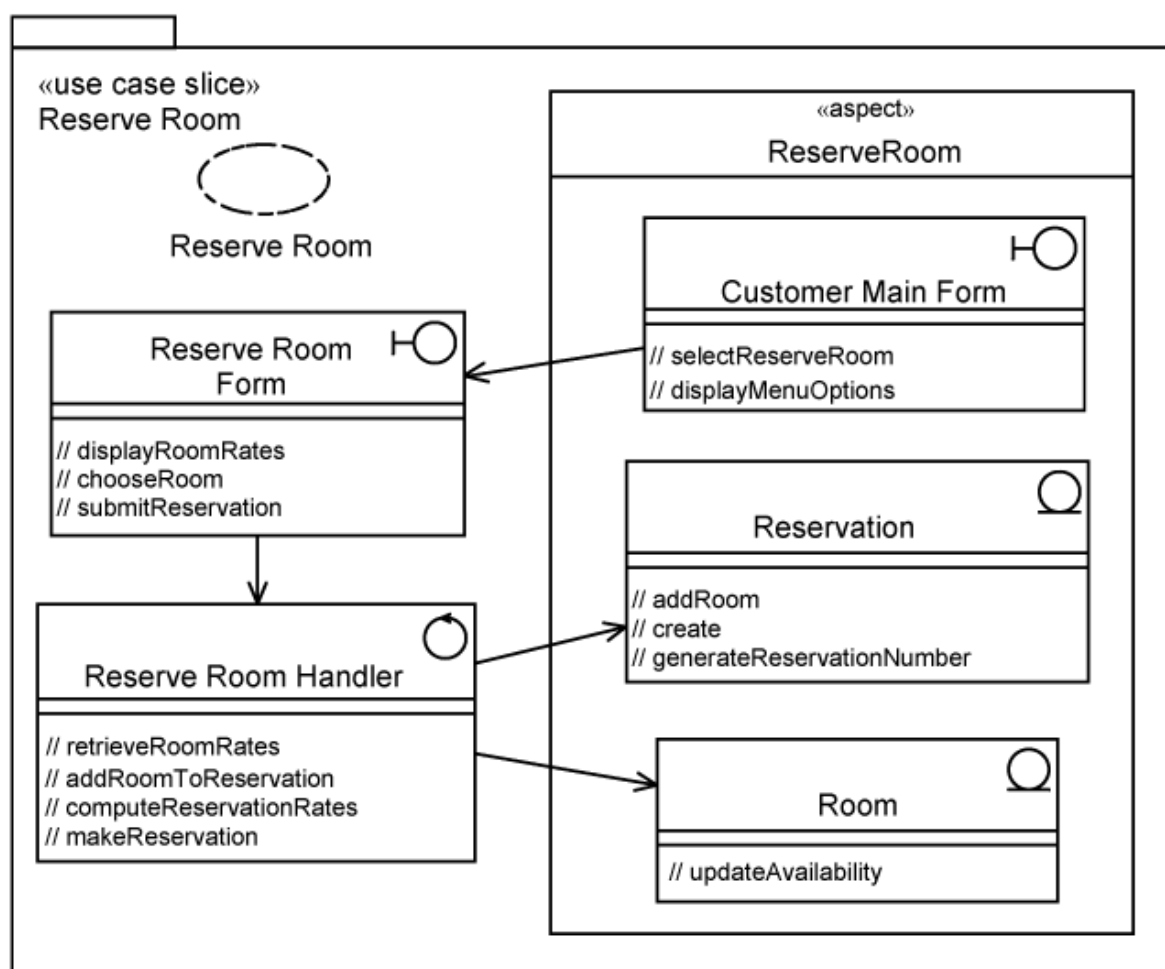 «use case slice»
Reserve Room
Reserve Room
«aspect»
ReserveRoom
Customer Main Form
// selectReserveRoom
// displayMenuOptions
Reserve Room
Form
// displayRoomRates
// chooseRoom
// submitReservation
Reservation
// addRoom
// create
// generateReservationNumber
Reserve Room Handler
// retrieveRoomRates
// addRoomToReservation
// computeReservationRates
// makeReservation
Room
// updateAvailability